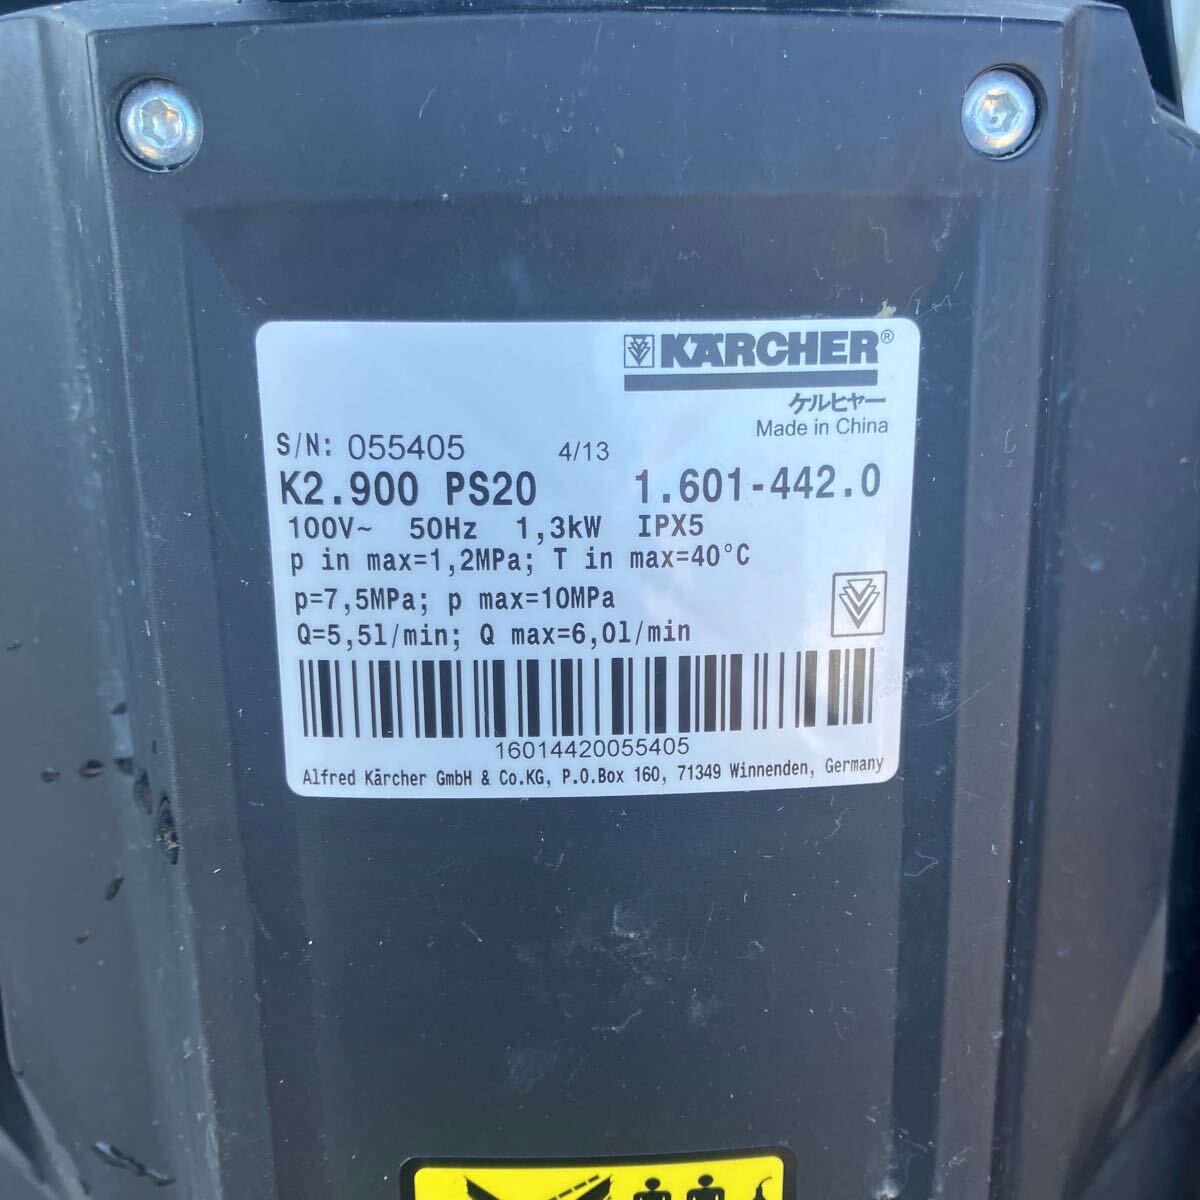 KÄRCHER®
ケルヒャー
Made in China
S/N: 055405 4/13
K2.900 PS20 1.601-442.0
100V~ 50Hz 1,3kW IPX5
p in max=1,2MPa; T in max=40°C
p=7,5MPa; p max=10MPa
Q=5,5l/min; Q max=6,0l/min
16014420055405
Alfred Kärcher GmbH & Co.KG, P.O.Box 160, 71349 Winnenden, Germany